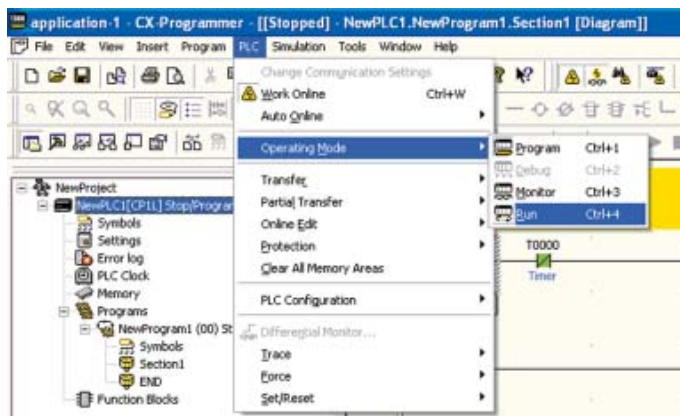 application-1 - CX-Programmer - [[Stopped] - NewPLC1.NewProgram1.Section1 [Diagram]]
File Edit View Insert Program PLC Simulation Tools Window Help
Change Communication Settings
Work Online Ctrl+W
Auto Online
Operating Mode
Transfer
Partial Transfer
Online Edit
Protection
Clear All Memory Areas
PLC Configuration
Differential Monitor...
Trace
Force
Set/Reset
Program Ctrl+1
Debug Ctrl+2
Monitor Ctrl+3
Run Ctrl+4
T0000
Timer
NewProject
NewPLC1[CP1L] Stop/Program
Symbols
Settings
Error log
PLC Clock
Memory
Programs
NewProgram1 (00) St
Symbols
Section1
END
Function Blocks